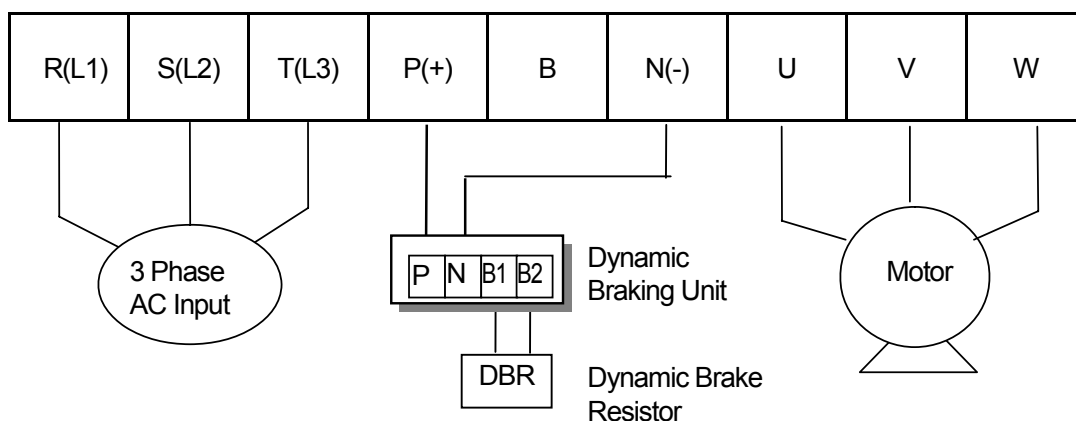 R(L1) S(L2) T(L3) P(+) B N(-) U V W
3 Phase
AC Input
P N B1 B2
Dynamic
Braking Unit
Motor
DBR
Dynamic Brake
Resistor